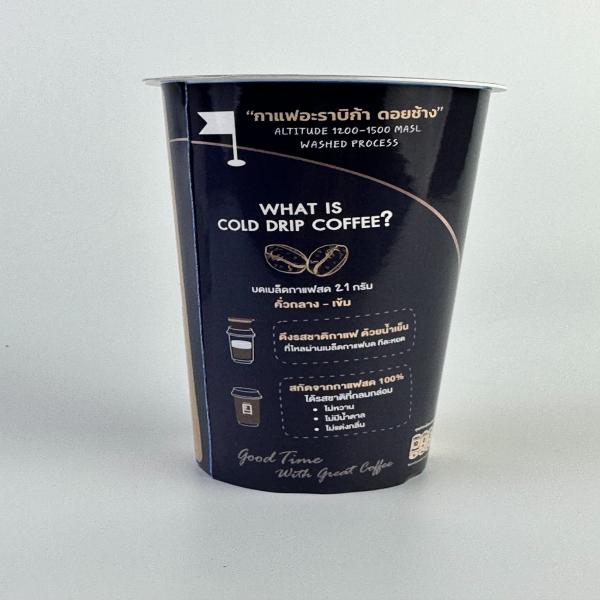 “กาแฟอะราบิก้า ดอยช้าง”
ALTITUDE 1200-1500 MASL
WASHED PROCESS
WHAT IS
COLD DRIP COFFEE?
บดเมล็ดกาแฟสด 21 กรัม
คั่วกลาง - เข้ม
ดึงรสชาติกาแฟ ด้วยน้ำเย็น
ที่ไหลผ่านเมล็ดกาแฟบด ทีละหยด
สกัดจากกาแฟสด 100%
ได้รสชาติที่กลมกล่อม
• ไม่หวาน
• ไม่มีน้ำตาล
• ไม่แต่งกลิ่น
Good Time
With Great Coffee